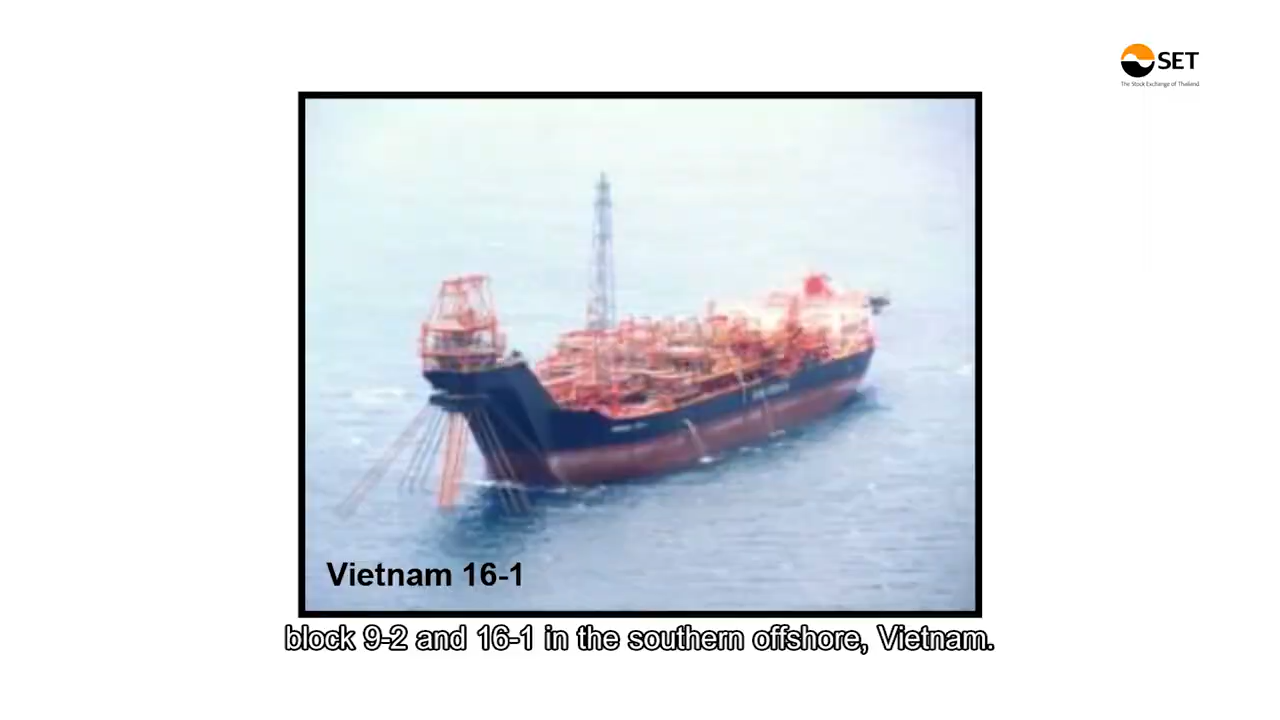 SET
The Stock Exchange of Thailand
Vietnam 16-1
block 9-2 and 16-1 in the southern offshore, Vietnam.